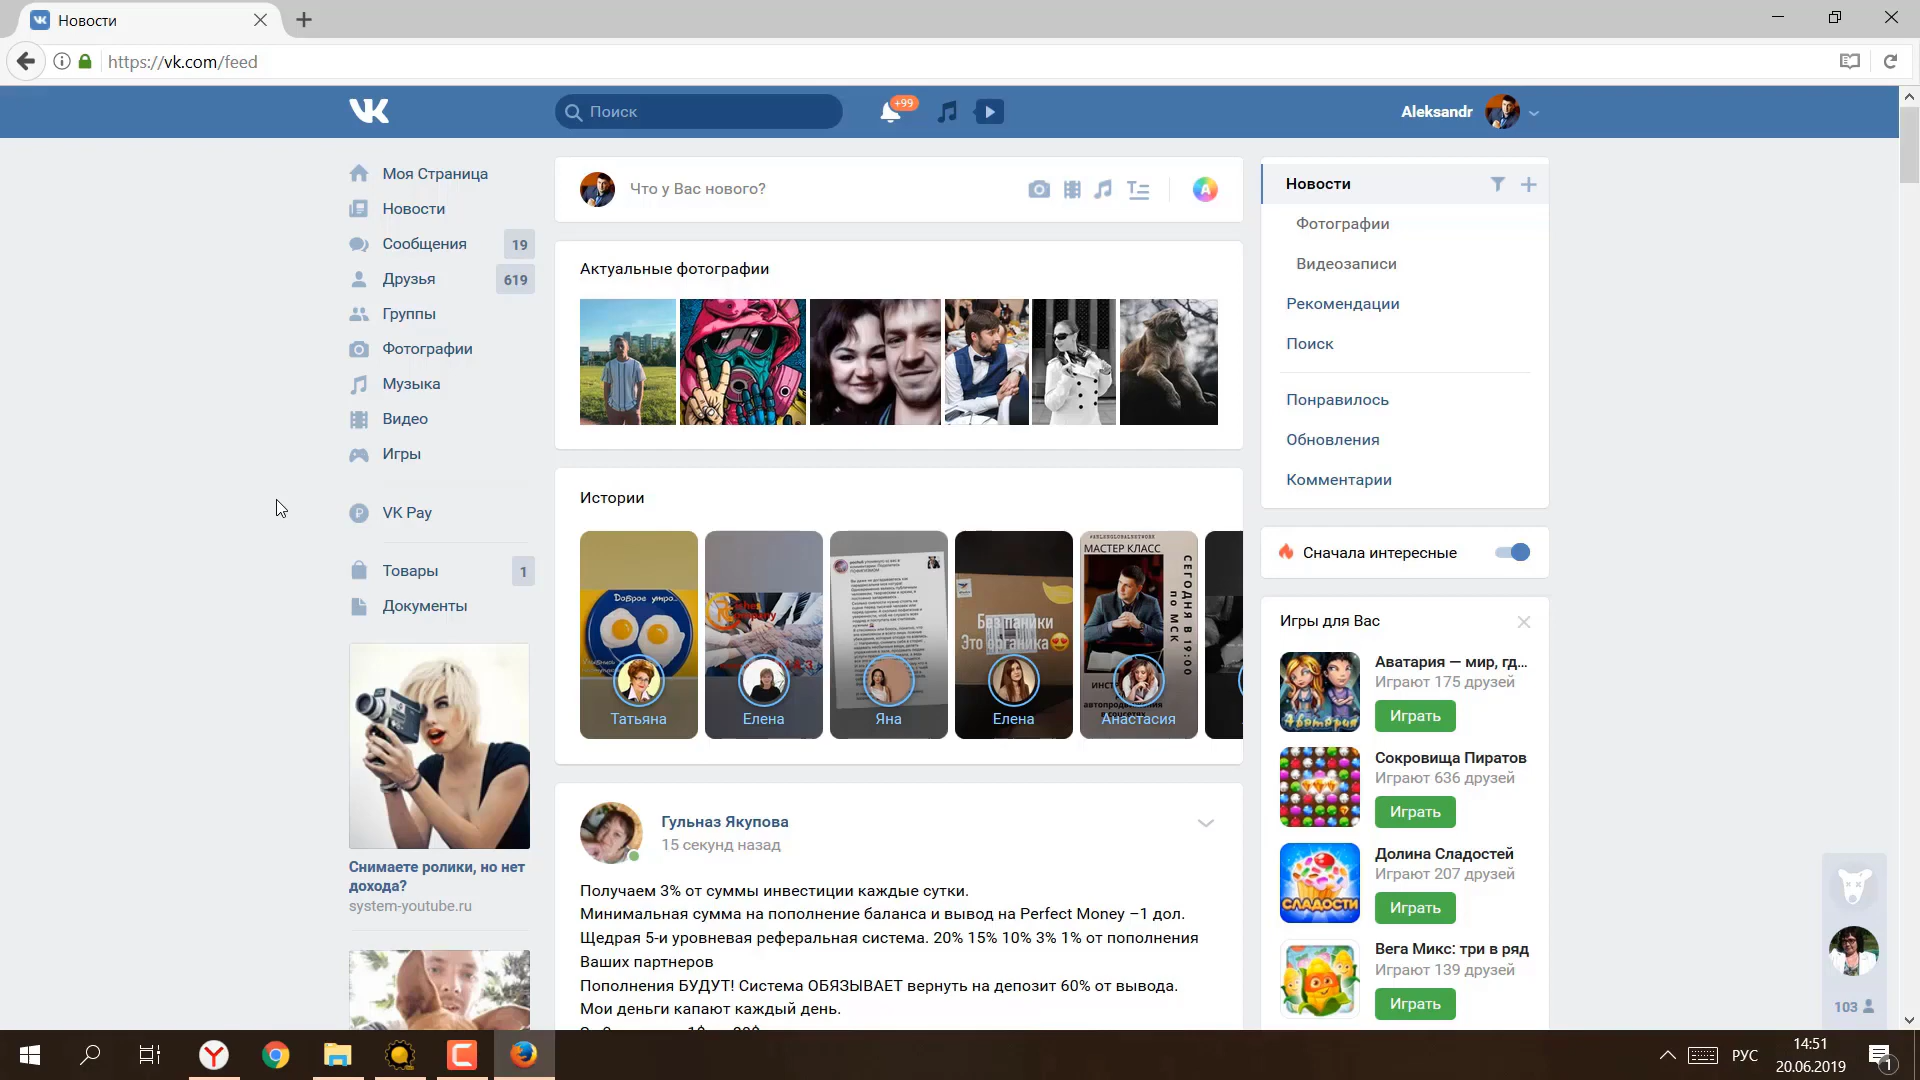 Новости
https://vk.com/feed
Поиск
+99
Aleksandr
Моя Страница
Новости
Сообщения 19
Друзья 619
Группы
Фотографии
Музыка
Видео
Игры
VK Pay
Товары 1
Документы
Снимаете ролики, но нет
дохода?
system-youtube.ru
Что у Вас нового?
Актуальные фотографии
Истории
Доброе утро...
Татьяна
Елена
Яна
Без паники
Это органика
Елена
МАСТЕР КЛАСС
СЕГОДНЯ В 19:00
ПО МСК
Анастасия
Гульназ Якупова
15 секунд назад
Получаем 3% от суммы инвестиции каждые сутки.
Минимальная сумма на пополнение баланса и вывод на Perfect Money –1 дол.
Щедрая 5-и уровневая реферальная система. 20% 15% 10% 3% 1% от пополнения
Ваших партнеров
Пополнения БУДУТ! Система ОБЯЗЫВАЕТ вернуть на депозит 60% от вывода.
Мои деньги капают каждый день.
Новости
Фотографии
Видеозаписи
Рекомендации
Поиск
Понравилось
Обновления
Комментарии
Сначала интересные
Игры для Вас
Аватария — мир, гд...
Играют 175 друзей
Играть
Сокровища Пиратов
Играют 636 друзей
Играть
Долина Сладостей
Играют 207 друзей
Играть
СЛАДОСТИ
Вега Микс: три в ряд
Играют 139 друзей
Играть
103
РУС
14:51
20.06.2019
1